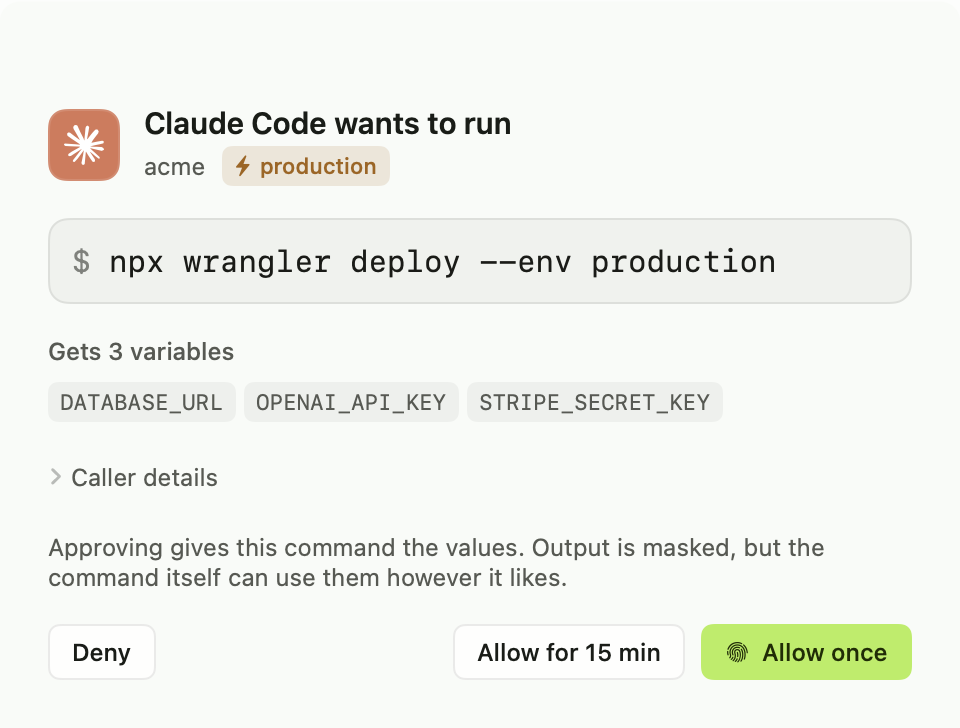 Claude Code wants to run
acme production
$ npx wrangler deploy --env production
Gets 3 variables
DATABASE_URL OPENAI_API_KEY STRIPE_SECRET_KEY
Caller details
Approving gives this command the values. Output is masked, but the
command itself can use them however it likes.
Deny Allow for 15 min Allow once